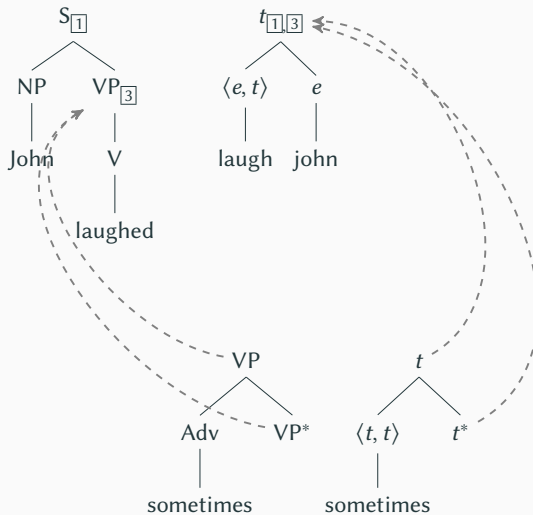 S1 t1,3
NP VP3 ⟨e, t⟩ e
John V laugh john
laughed
VP t
Adv VP* ⟨t, t⟩ t*
sometimes sometimes